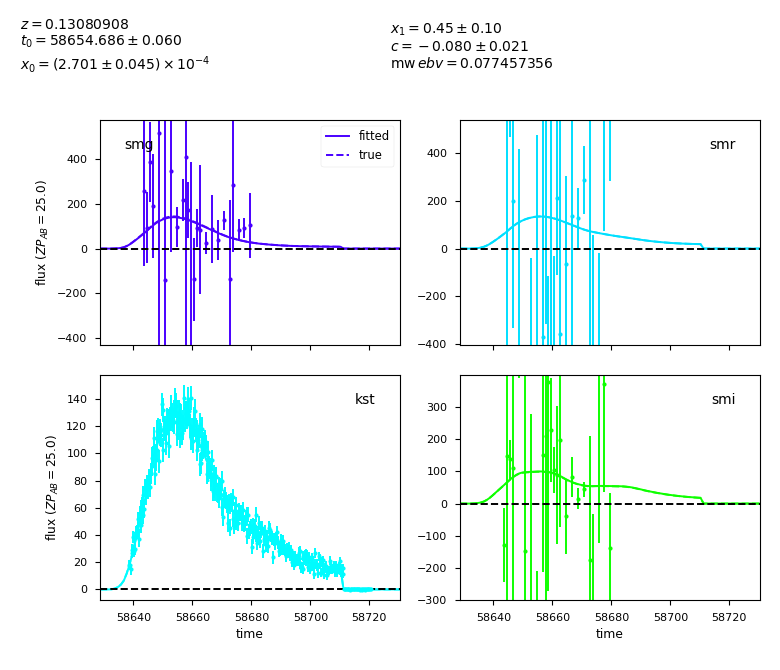 z = 0.13080908
t₀ = 58654.686 ± 0.060
x₀ = (2.701 ± 0.045) × 10⁻⁴
x₁ = 0.45 ± 0.10
c = −0.080 ± 0.021
mw ebv = 0.077457356
smg
fitted
true
400
200
0
−200
−400
flux (ZP_AB = 25.0)
smr
400
200
0
−200
−400
kst
140
120
100
80
60
40
20
0
flux (ZP_AB = 25.0)
58640 58660 58680 58700 58720
time
smi
300
200
100
0
−100
−200
−300
58640 58660 58680 58700 58720
time